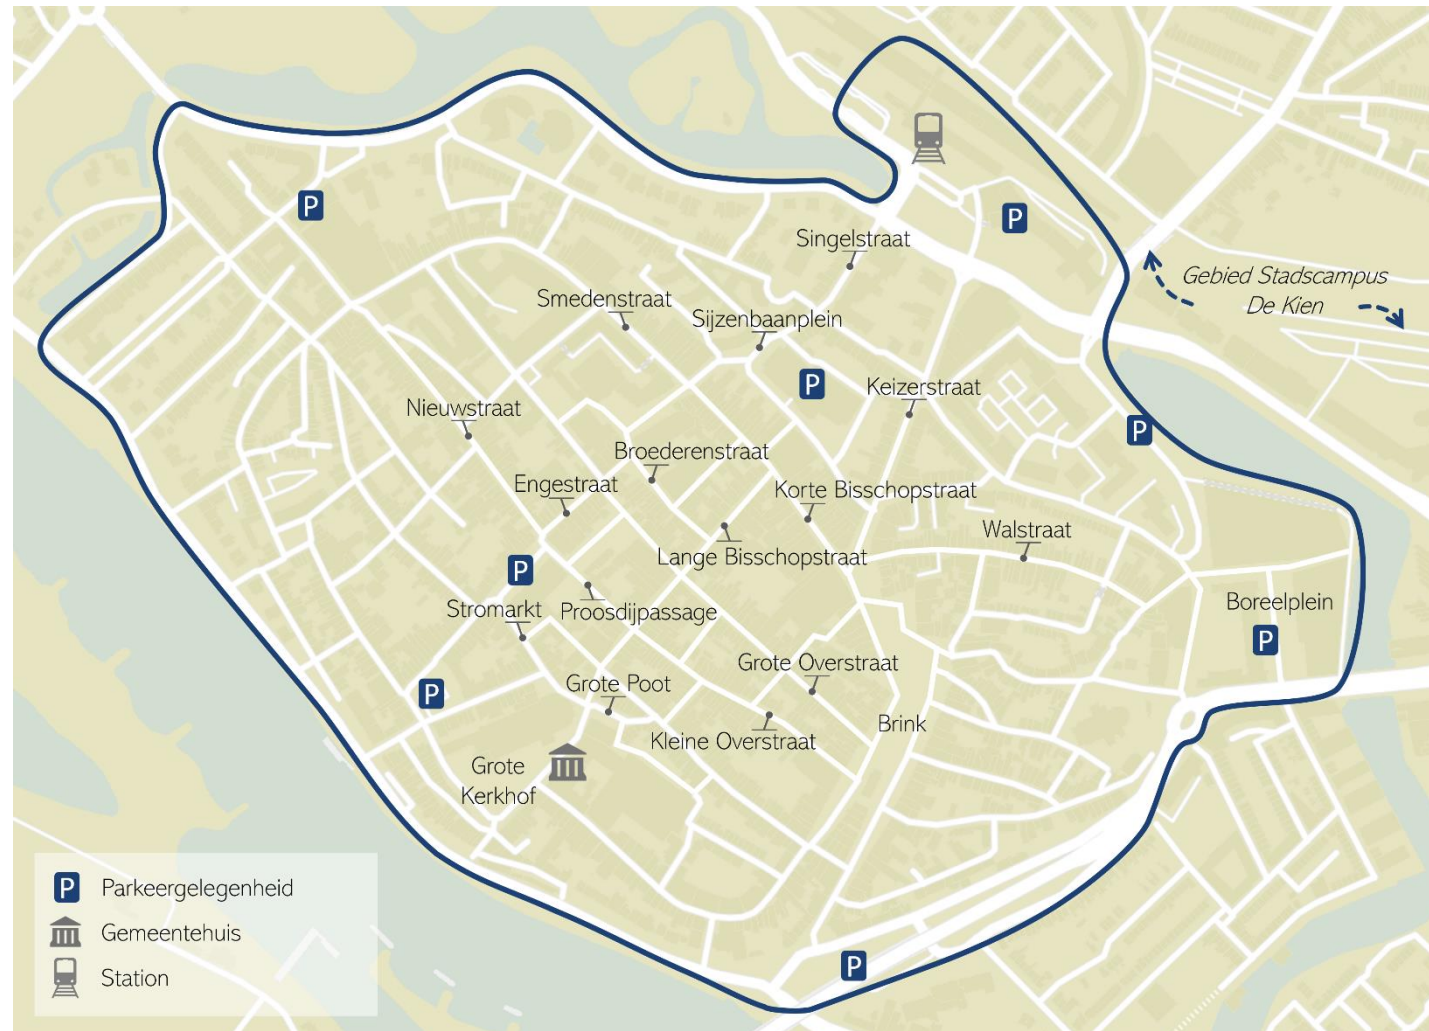 P
P
Singelstraat
Gebied Stadscampus
De Kien
Smedenstraat
Sijzenbaanplein
P
Keizerstraat
Nieuwstraat
P
Broederenstraat
Engestraat
Korte Bisschopstraat
Walstraat
Lange Bisschopstraat
P
Stromarkt
Proosdijpassage
Boreelplein
P
Grote Overstraat
Grote Poot
P
Brink
Kleine Overstraat
Grote
Kerkhof
P Parkeergelegenheid
Gemeentehuis
Station
P